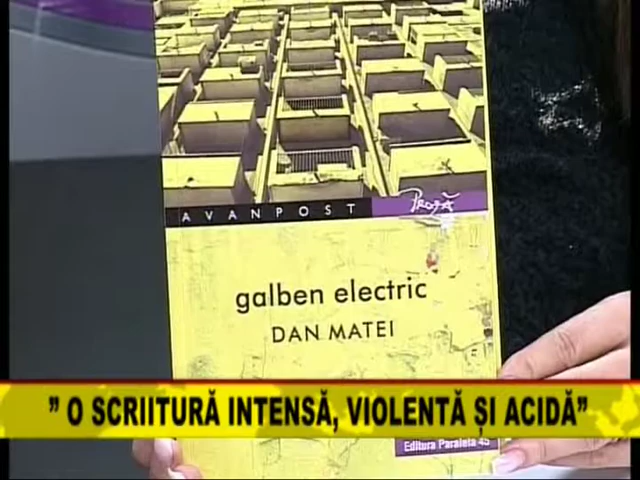 AVANPOST Proză
galben electric
DAN MATEI
" O SCRIITURĂ INTENSĂ, VIOLENTĂ ȘI ACIDĂ"
Editura Paralela 45